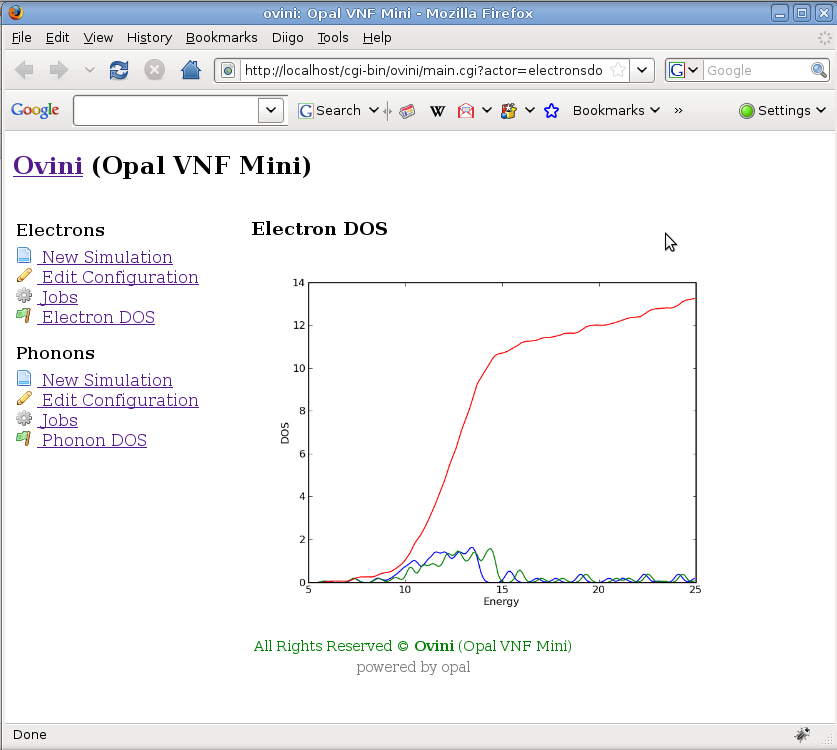 ovini: Opal VNF Mini - Mozilla Firefox
File Edit View History Bookmarks Diigo Tools Help
http://localhost/cgi-bin/ovini/main.cgi?actor=electronsdo
G Google
Google G Search W Bookmarks » Settings
Ovini (Opal VNF Mini)
Electrons
New Simulation
Edit Configuration
Jobs
Electron DOS
Phonons
New Simulation
Edit Configuration
Jobs
Phonon DOS
Electron DOS
14
12
10
8
6
4
2
0
DOS
5 10 15 20 25
Energy
All Rights Reserved © Ovini (Opal VNF Mini)
powered by opal
Done